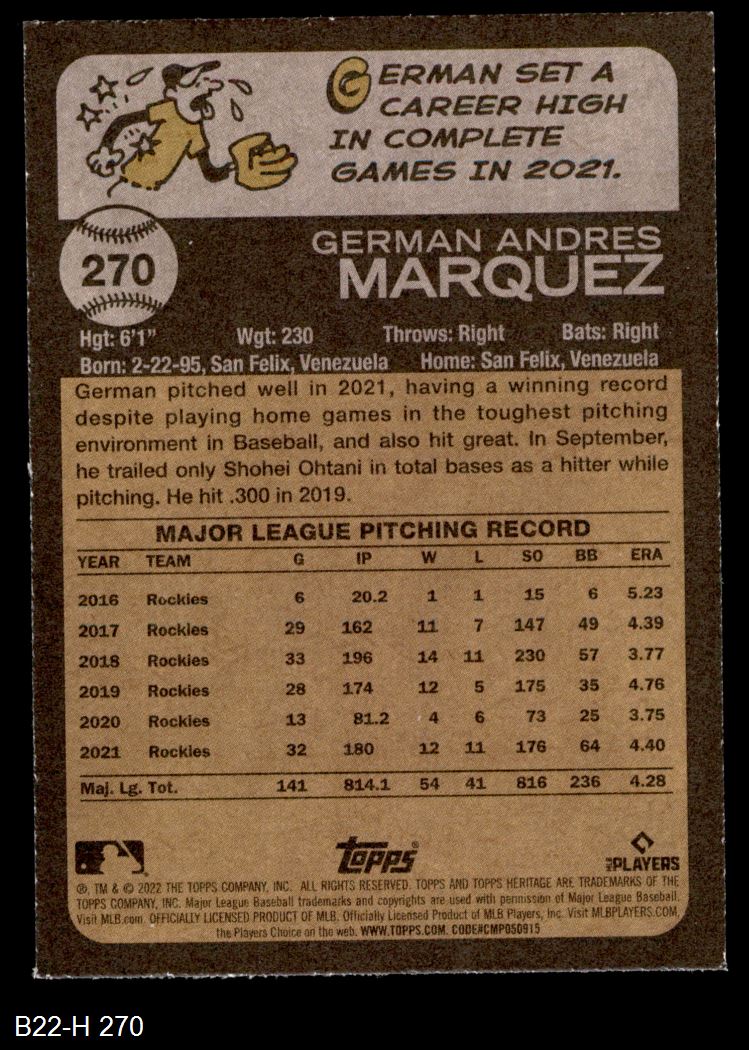 GERMAN SET A
CAREER HIGH
IN COMPLETE
GAMES IN 2021.
270
GERMAN ANDRES
MARQUEZ
Hgt: 6'1" Wgt: 230 Throws: Right Bats: Right
Born: 2-22-95, San Felix, Venezuela Home: San Felix, Venezuela
German pitched well in 2021, having a winning record
despite playing home games in the toughest pitching
environment in Baseball, and also hit great. In September,
he trailed only Shohei Ohtani in total bases as a hitter while
pitching. He hit .300 in 2019.
MAJOR LEAGUE PITCHING RECORD
YEAR TEAM G IP W L SO BB ERA
2016 Rockies 6 20.2 1 1 15 6 5.23
2017 Rockies 29 162 11 7 147 49 4.39
2018 Rockies 33 196 14 11 230 57 3.77
2019 Rockies 28 174 12 5 175 35 4.76
2020 Rockies 13 81.2 4 6 73 25 3.75
2021 Rockies 32 180 12 11 176 64 4.40
Maj. Lg. Tot. 141 814.1 54 41 816 236 4.28
topps® PLAYERS
®, TM & © 2022 THE TOPPS COMPANY, INC. ALL RIGHTS RESERVED. TOPPS AND TOPPS HERITAGE ARE TRADEMARKS OF THE
TOPPS COMPANY, INC. Major League Baseball trademarks and copyrights are used with permission of Major League Baseball.
Visit MLB.com. OFFICIALLY LICENSED PRODUCT OF MLB. Officially Licensed Product of MLB Players, Inc. Visit MLBPLAYERS.COM,
the Players Choice on the web. WWW.TOPPS.COM. CODE#CMP050915
B22-H 270